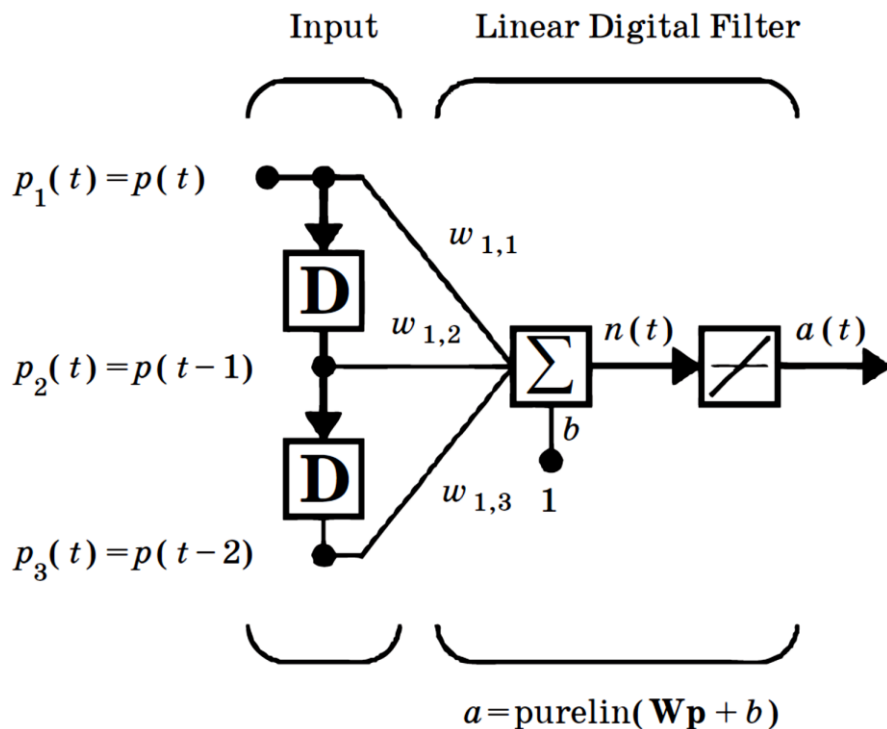 Input Linear Digital Filter
p₁(t)=p(t)
w₁,₁
D
w₁,₂ n(t) a(t)
p₂(t)=p(t−1) Σ
b
D
w₁,₃ 1
p₃(t)=p(t−2)
a=purelin(Wp+b)